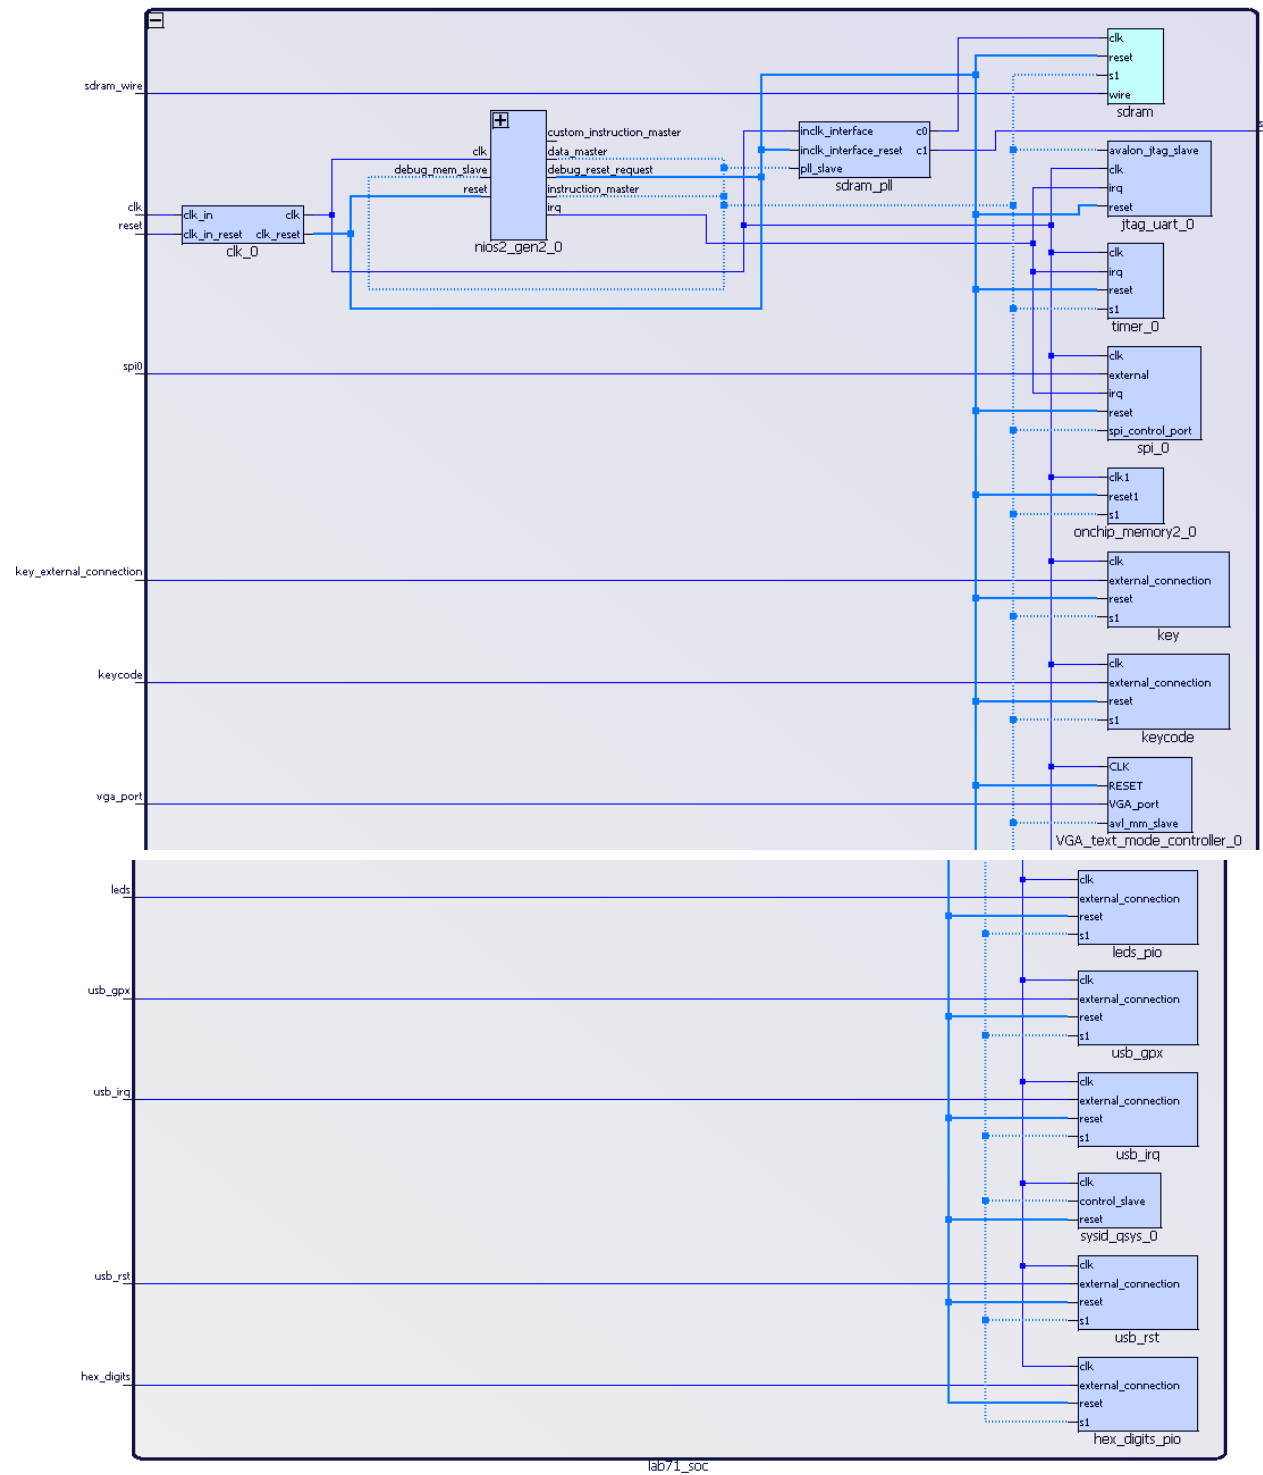 sdram_wire
clk
reset
spi0
key_external_connection
keycode
vga_port
clk_in
clk
clk_in_reset
clk_reset
clk_0
custom_instruction_master
clk
data_master
debug_mem_slave
debug_reset_request
reset
instruction_master
irq
nios2_gen2_0
inclk_interface
c0
inclk_interface_reset
c1
pll_slave
sdram_pll
clk
reset
s1
wire
sdram
s
avalon_jtag_slave
clk
irq
reset
jtag_uart_0
clk
irq
reset
s1
timer_0
clk
external
irq
reset
spi_control_port
spi_0
clk1
reset1
s1
onchip_memory2_0
clk
external_connection
reset
s1
key
clk
external_connection
reset
s1
keycode
CLK
RESET
VGA_port
avl_mm_slave
VGA_text_mode_controller_0
leds
usb_gpx
usb_irq
usb_rst
hex_digits
clk
external_connection
reset
s1
leds_pio
clk
external_connection
reset
s1
usb_gpx
clk
external_connection
reset
s1
usb_irq
clk
control_slave
reset
sysid_qsys_0
clk
external_connection
reset
s1
usb_rst
clk
external_connection
reset
s1
hex_digits_pio
lab71_soc